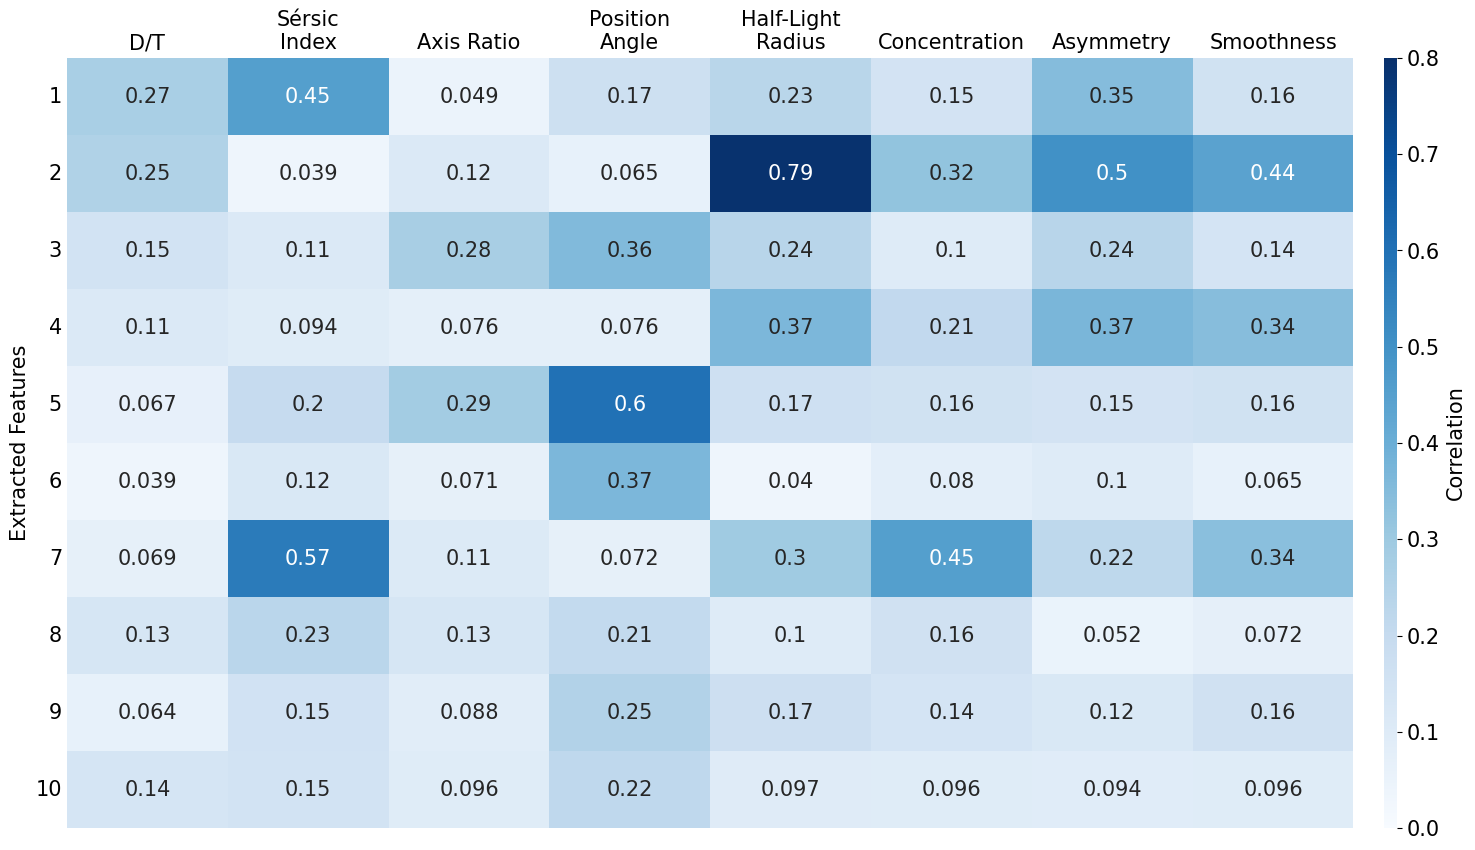 Sérsic
Index
Position
Angle
Half-Light
Radius
D/T
Axis Ratio
Concentration
Asymmetry
Smoothness
1 0.27 0.45 0.049 0.17 0.23 0.15 0.35 0.16
2 0.25 0.039 0.12 0.065 0.79 0.32 0.5 0.44
3 0.15 0.11 0.28 0.36 0.24 0.1 0.24 0.14
4 0.11 0.094 0.076 0.076 0.37 0.21 0.37 0.34
5 0.067 0.2 0.29 0.6 0.17 0.16 0.15 0.16
6 0.039 0.12 0.071 0.37 0.04 0.08 0.1 0.065
7 0.069 0.57 0.11 0.072 0.3 0.45 0.22 0.34
8 0.13 0.23 0.13 0.21 0.1 0.16 0.052 0.072
9 0.064 0.15 0.088 0.25 0.17 0.14 0.12 0.16
10 0.14 0.15 0.096 0.22 0.097 0.096 0.094 0.096
Extracted Features
0.8
0.7
0.6
0.5
0.4
0.3
0.2
0.1
0.0
Correlation